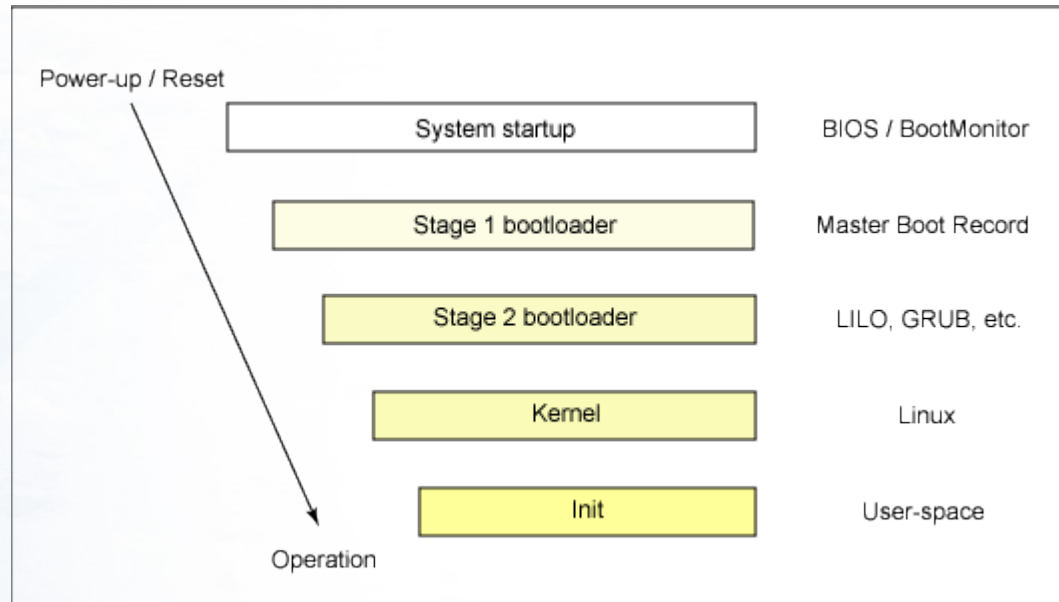 Power-up / Reset
System startup
BIOS / BootMonitor
Stage 1 bootloader
Master Boot Record
Stage 2 bootloader
LILO, GRUB, etc.
Kernel
Linux
Init
User-space
Operation